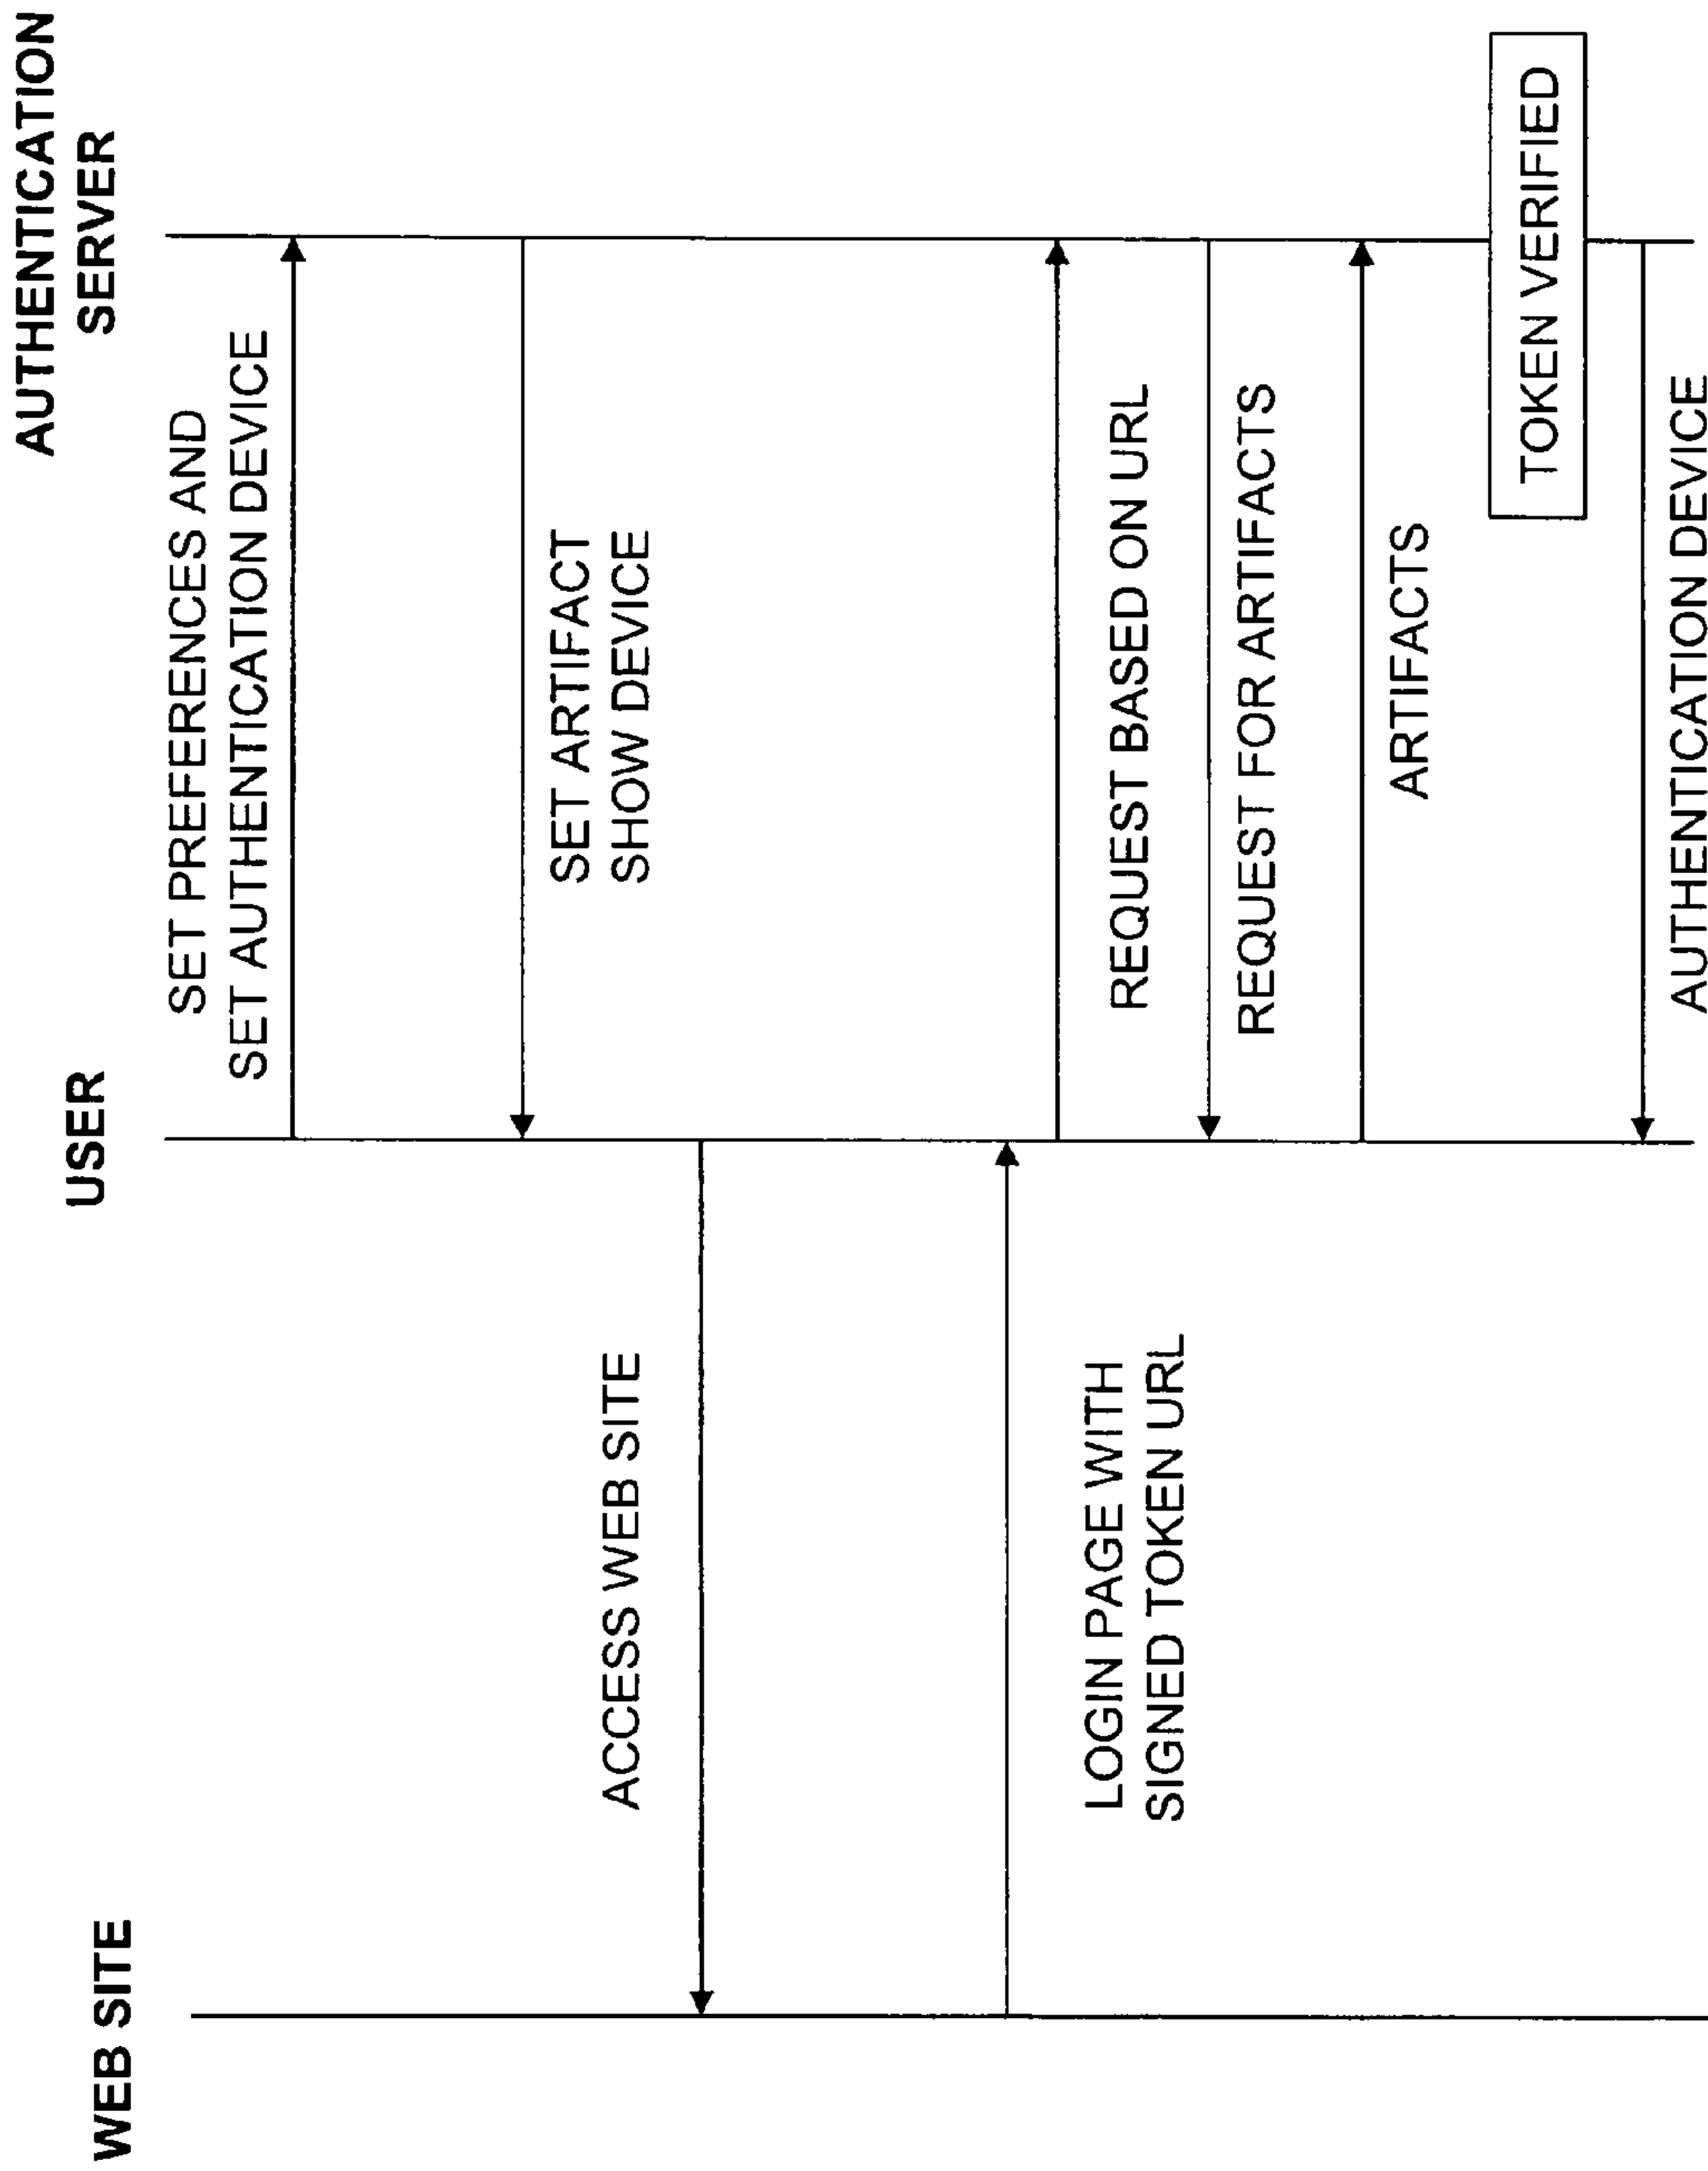 WEB SITE
USER
AUTHENTICATION
SERVER
SET PREFERENCES AND
SET AUTHENTICATION DEVICE
SET ARTIFACT
SHOW DEVICE
ACCESS WEB SITE
LOGIN PAGE WITH
SIGNED TOKEN URL
REQUEST BASED ON URL
REQUEST FOR ARTIFACTS
ARTIFACTS
TOKEN VERIFIED
AUTHENTICATION DEVICE